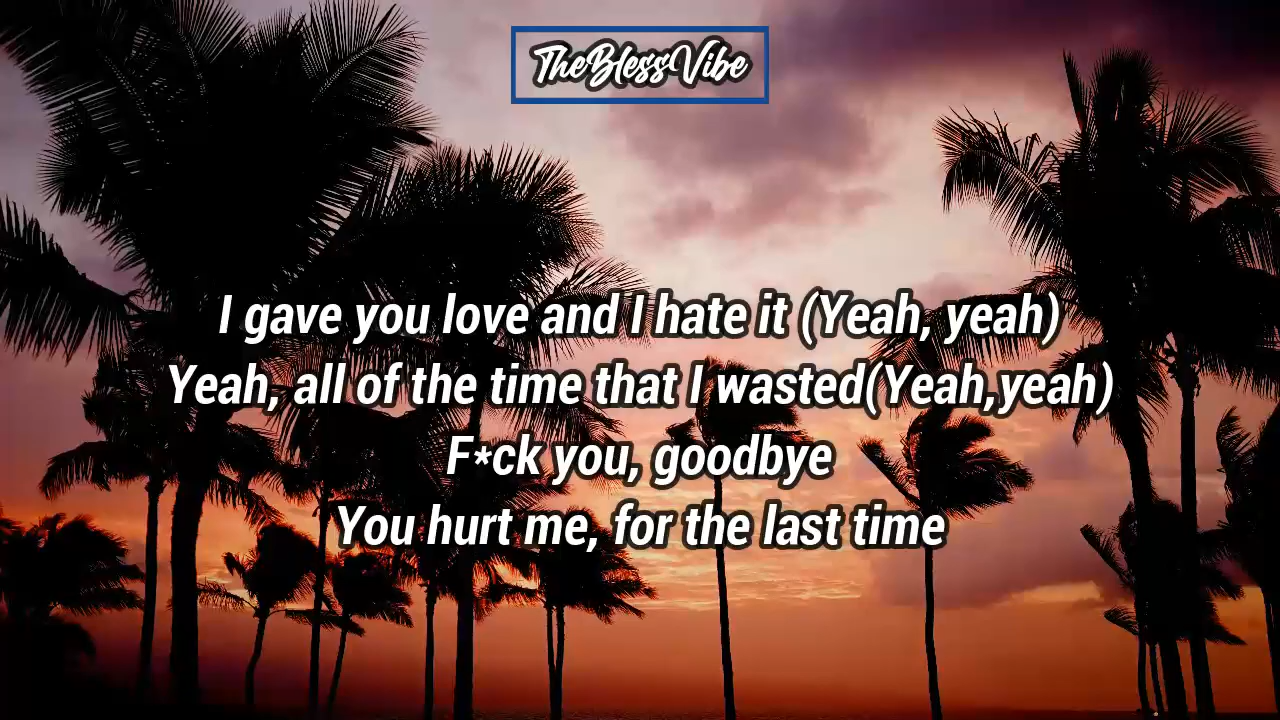 TheBlessVibe
I gave you love and I hate it (Yeah, yeah)
Yeah, all of the time that I wasted(Yeah,yeah)
F*ck you, goodbye
You hurt me, for the last time